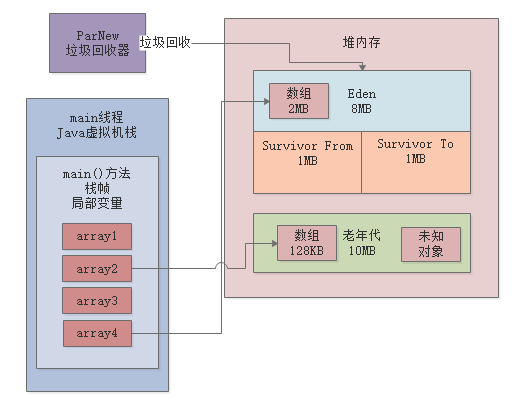 ParNew
垃圾回收器
垃圾回收
堆内存
数组
2MB
Eden
8MB
Survivor From
1MB
Survivor To
1MB
数组
128KB
老年代
10MB
未知
对象
main线程
Java虚拟机栈
main()方法
栈帧
局部变量
array1
array2
array3
array4